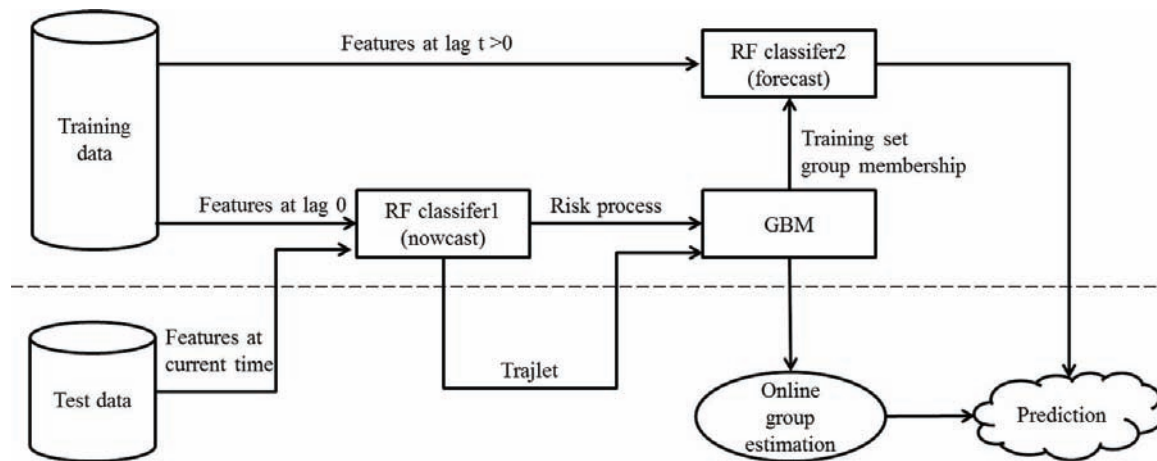 Features at lag t >0
RF classifer2
(forecast)
Training
data
Training set
group membership
Features at lag 0
RF classifer1
(nowcast)
Risk process
GBM
Features at
current time
Test data
Trajlet
Online
group
estimation
Prediction